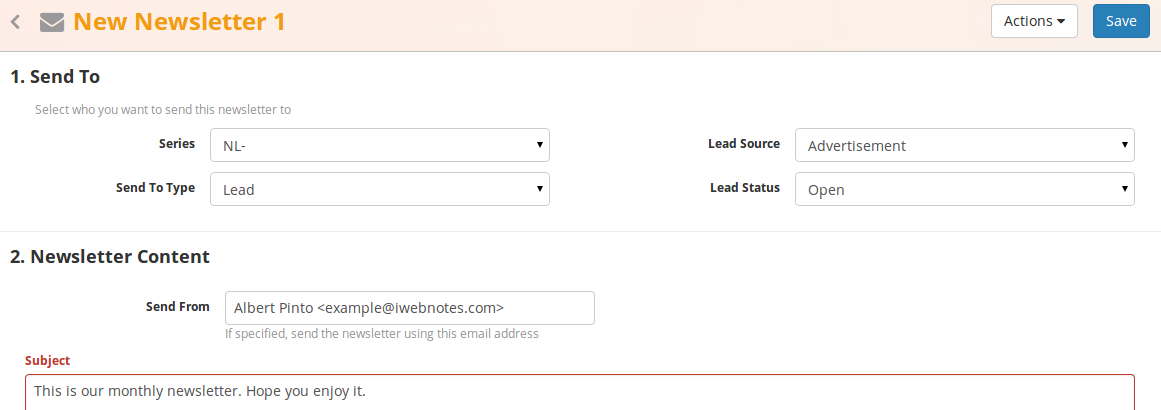 New Newsletter 1
Actions
Save
1. Send To
Select who you want to send this newsletter to
Series
NL-
Lead Source
Advertisement
Send To Type
Lead
Lead Status
Open
2. Newsletter Content
Send From
Albert Pinto <example@iwebnotes.com>
If specified, send the newsletter using this email address
Subject
This is our monthly newsletter. Hope you enjoy it.